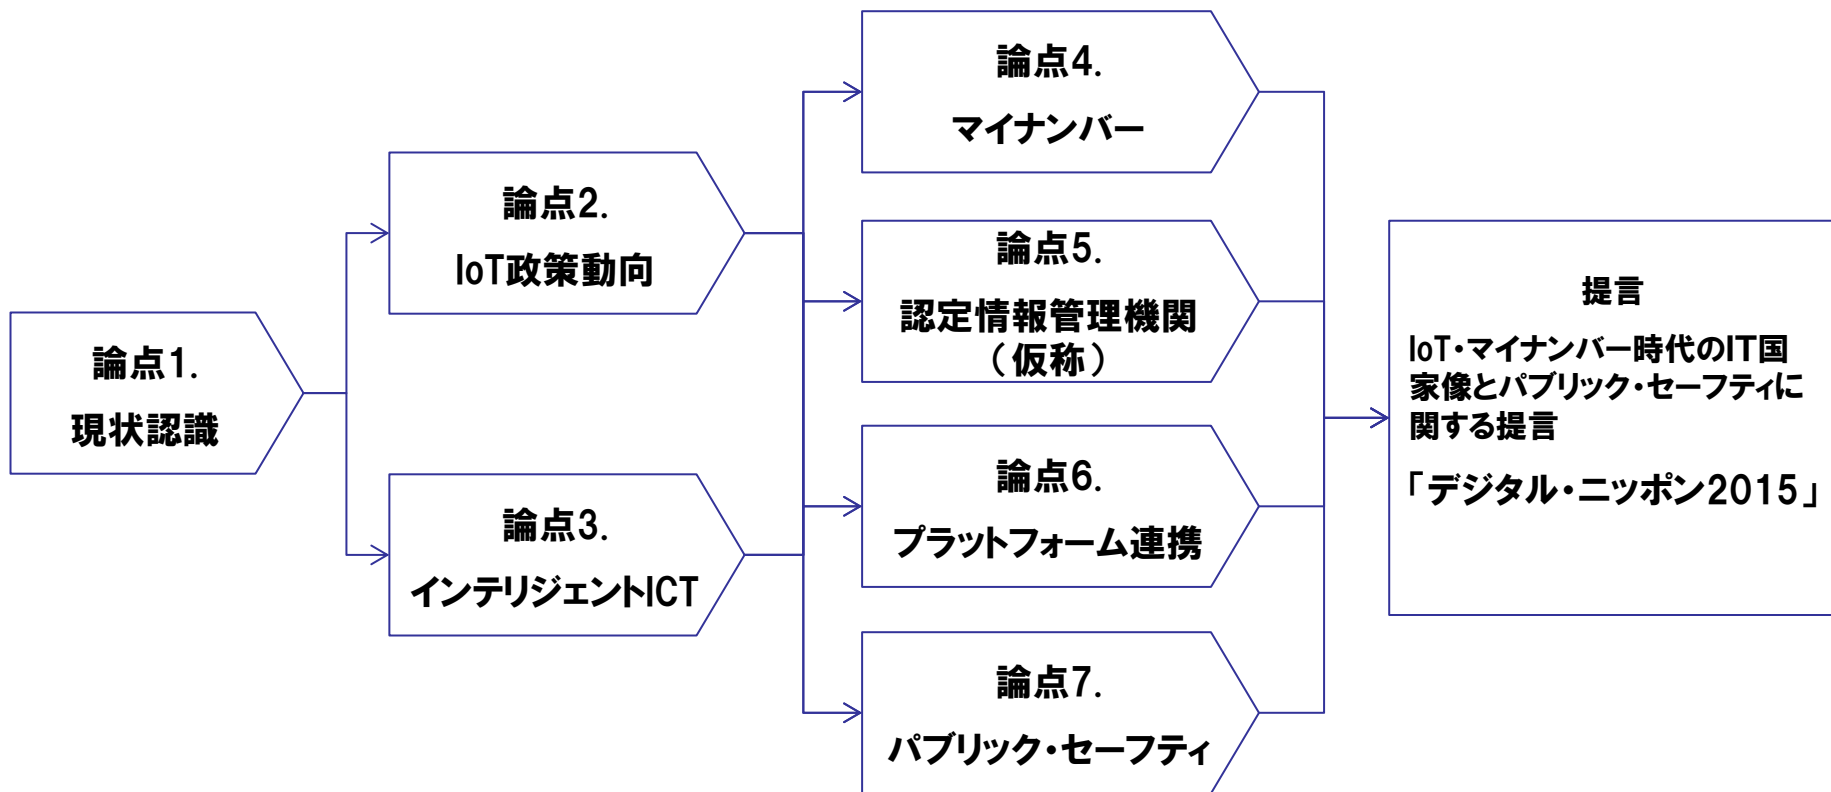 論点1.
現状認識
論点2.
IoT政策動向
論点3.
インテリジェントICT
論点4.
マイナンバー
論点5.
認定情報管理機関
（仮称）
論点6.
プラットフォーム連携
論点7.
パブリック・セーフティ
提言
IoT・マイナンバー時代のIT国
家像とパブリック・セーフティに
関する提言
「デジタル・ニッポン2015」